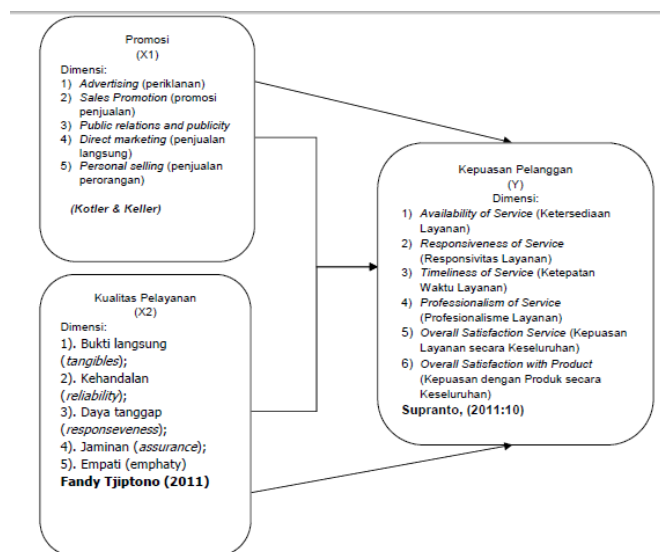 Promosi
(X1)
Dimensi:
1) Advertising (periklanan)
2) Sales Promotion (promosi
penjualan)
3) Public relations and publicity
4) Direct marketing (penjualan
langsung)
5) Personal selling (penjualan
perorangan)
(Kotler & Keller)
Kualitas Pelayanan
(X2)
Dimensi:
1). Bukti langsung
(tangibles);
2). Kehandalan
(reliability);
3). Daya tanggap
(responseveness);
4). Jaminan (assurance);
5). Empati (emphaty)
Fandy Tjiptono (2011)
Kepuasan Pelanggan
(Y)
Dimensi:
1) Availability of Service (Ketersediaan
Layanan)
2) Responsiveness of Service
(Responsivitas Layanan)
3) Timeliness of Service (Ketepatan
Waktu Layanan)
4) Professionalism of Service
(Profesionalisme Layanan)
5) Overall Satisfaction Service (Kepuasan
Layanan secara Keseluruhan)
6) Overall Satisfaction with Product
(Kepuasan dengan Produk secara
Keseluruhan)
Supranto, (2011:10)